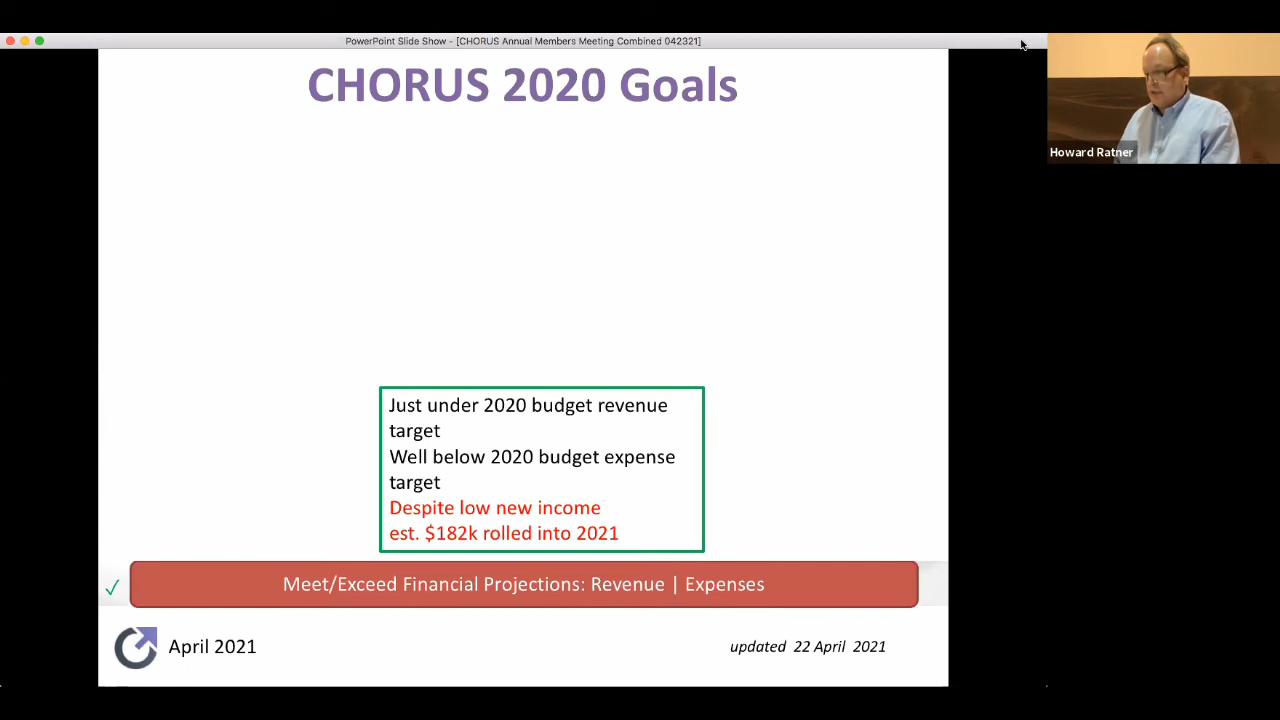 PowerPoint Slide Show - [CHORUS Annual Members Meeting Combined 042321]
CHORUS 2020 Goals
Howard Ratner
Just under 2020 budget revenue
target
Well below 2020 budget expense
target
Despite low new income
est. $182k rolled into 2021
✓ Meet/Exceed Financial Projections: Revenue | Expenses
April 2021
updated 22 April 2021